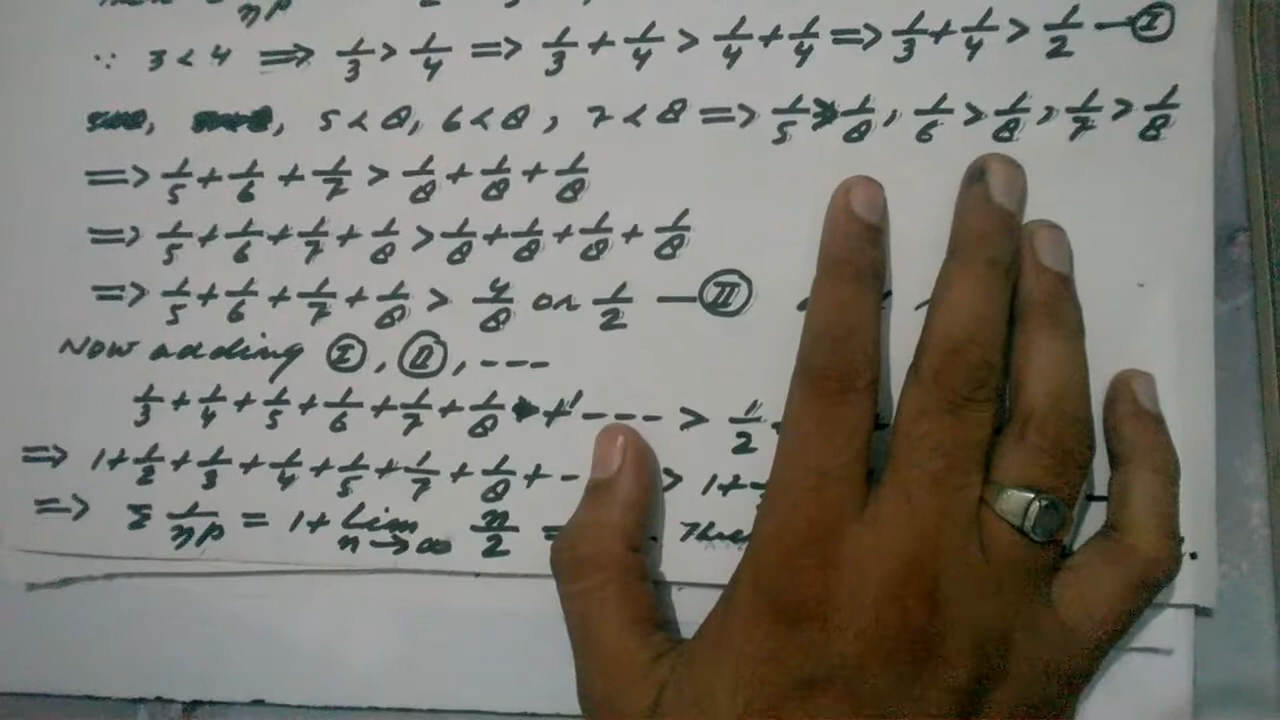 np
∵ 3 < 4 => 1/3 > 1/4 => 1/3 + 1/4 > 1/4 + 1/4 => 1/3 + 1/4 > 1/2 — I
, , 5 < 8, 6 < 8, 7 < 8 => 1/5 > 1/8, 1/6 > 1/8, 1/7 > 1/8
=> 1/5 + 1/6 + 1/7 > 1/8 + 1/8 + 1/8
=> 1/5 + 1/6 + 1/7 + 1/8 > 1/8 + 1/8 + 1/8 + 1/8
=> 1/5 + 1/6 + 1/7 + 1/8 > 4/8 or 1/2 — II
Now adding I, II, ---
1/3 + 1/4 + 1/5 + 1/6 + 1/7 + 1/8 + --- > 1/2
=> 1 + 1/2 + 1/3 + 1/4 + 1/5 + 1/7 + 1/8 + - > 1 +
=> Σ 1/np = 1 + lim n→∞ n/2 =